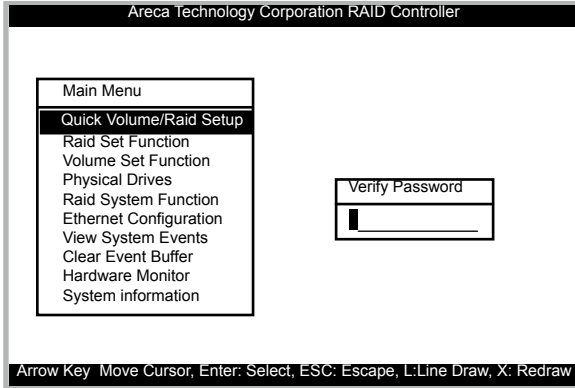 Areca Technology Corporation RAID Controller
Main Menu
Quick Volume/Raid Setup
Raid Set Function
Volume Set Function
Physical Drives
Raid System Function
Ethernet Configuration
View System Events
Clear Event Buffer
Hardware Monitor
System information
Verify Password
Arrow Key Move Cursor, Enter: Select, ESC: Escape, L:Line Draw, X: Redraw